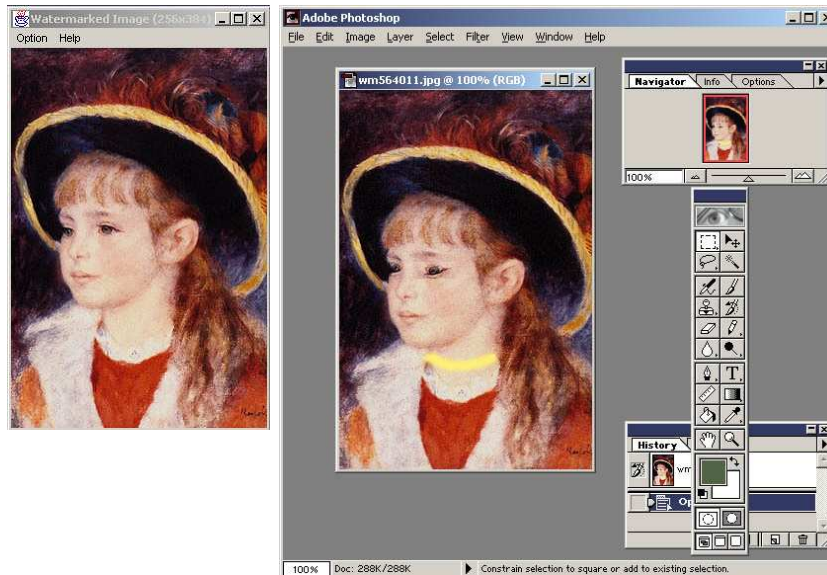 Watermarked Image (256x384)
Option Help
Adobe Photoshop
File Edit Image Layer Select Filter View Window Help
wm564011.jpg @ 100% (RGB)
Navigator Info Options
100%
T
History
wm
Op
100% Doc: 288K/288K Constrain selection to square or add to existing selection.